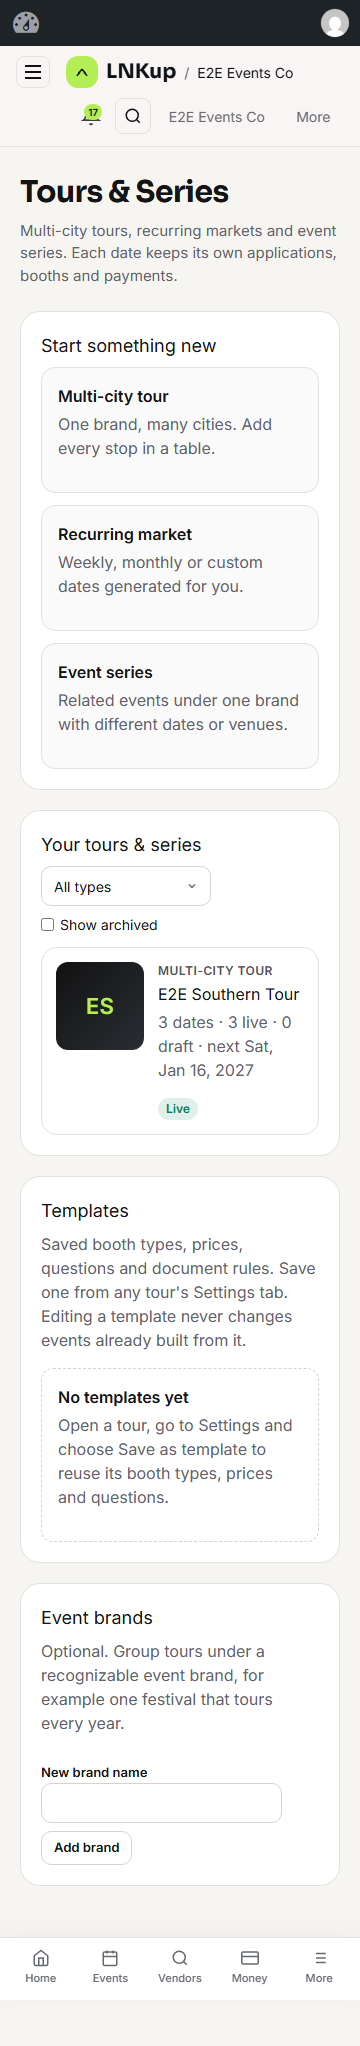 LNKup / E2E Events Co
17 E2E Events Co More
Tours & Series
Multi-city tours, recurring markets and event
series. Each date keeps its own applications,
booths and payments.
Start something new
Multi-city tour
One brand, many cities. Add
every stop in a table.
Recurring market
Weekly, monthly or custom
dates generated for you.
Event series
Related events under one brand
with different dates or venues.
Your tours & series
All types
Show archived
ES
MULTI-CITY TOUR
E2E Southern Tour
3 dates · 3 live · 0
draft · next Sat,
Jan 16, 2027
Live
Templates
Saved booth types, prices,
questions and document rules. Save
one from any tour's Settings tab.
Editing a template never changes
events already built from it.
No templates yet
Open a tour, go to Settings and
choose Save as template to
reuse its booth types, prices
and questions.
Event brands
Optional. Group tours under a
recognizable event brand, for
example one festival that tours
every year.
New brand name
Add brand
Home Events Vendors Money More